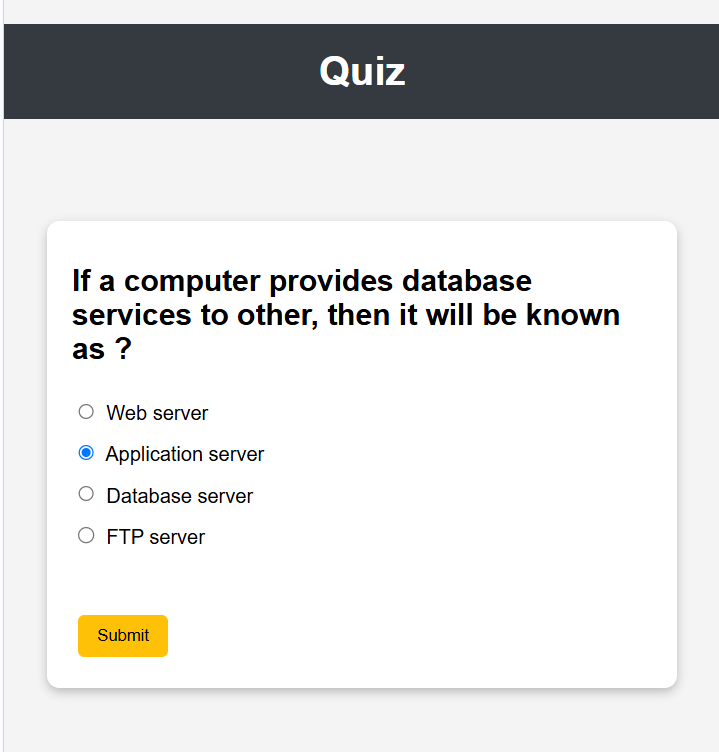 Quiz
If a computer provides database
services to other, then it will be known
as ?
Web server
Application server
Database server
FTP server
Submit